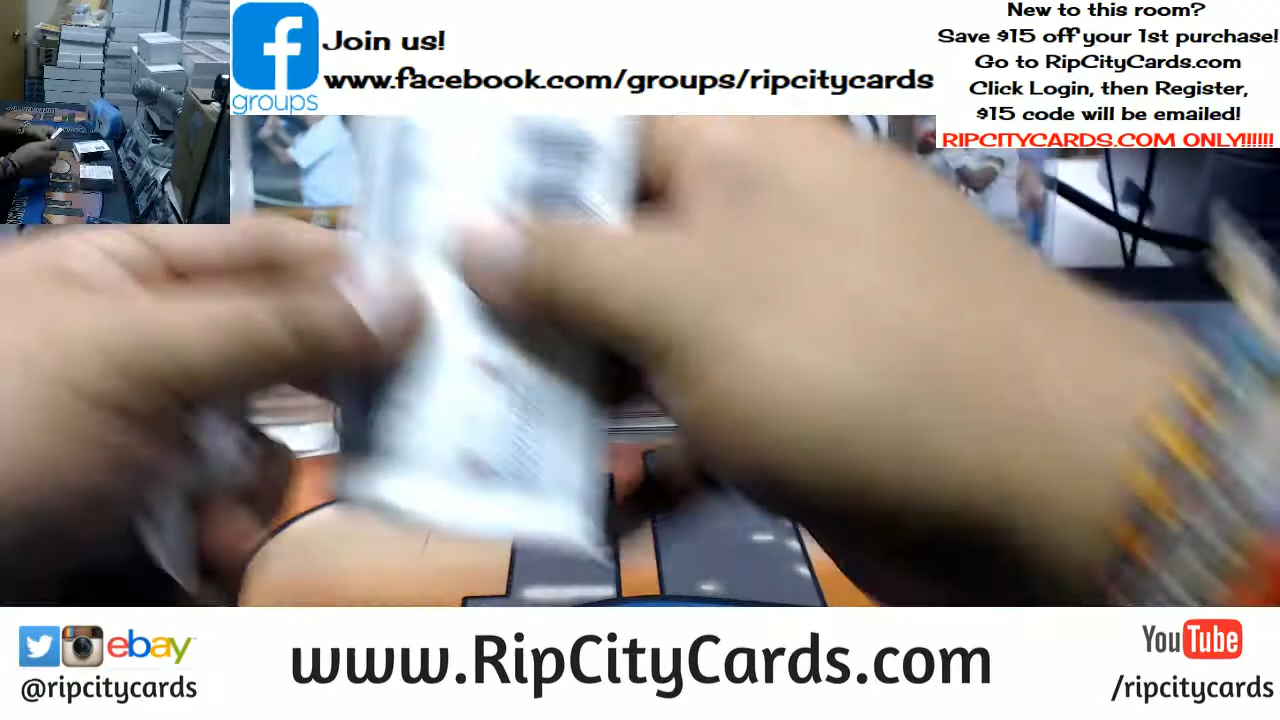 Join us!
www.facebook.com/groups/ripcitycards
groups
New to this room?
Save $15 off your 1st purchase!
Go to RipCityCards.com
Click Login, then Register,
$15 code will be emailed!
RIPCITYCARDS.COM ONLY!!!!!!
ebay
@ripcitycards
www.RipCityCards.com
YouTube
/ripcitycards